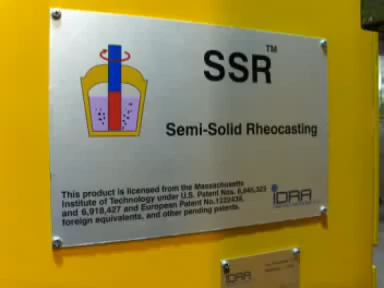 SSR™
Semi-Solid Rheocasting
This product is licensed from the Massachusetts
Institute of Technology under U.S. Patent Nos. 6,645,323
and 6,918,427 and European Patent No.1222439,
foreign equivalents, and other pending patents.
IDRA